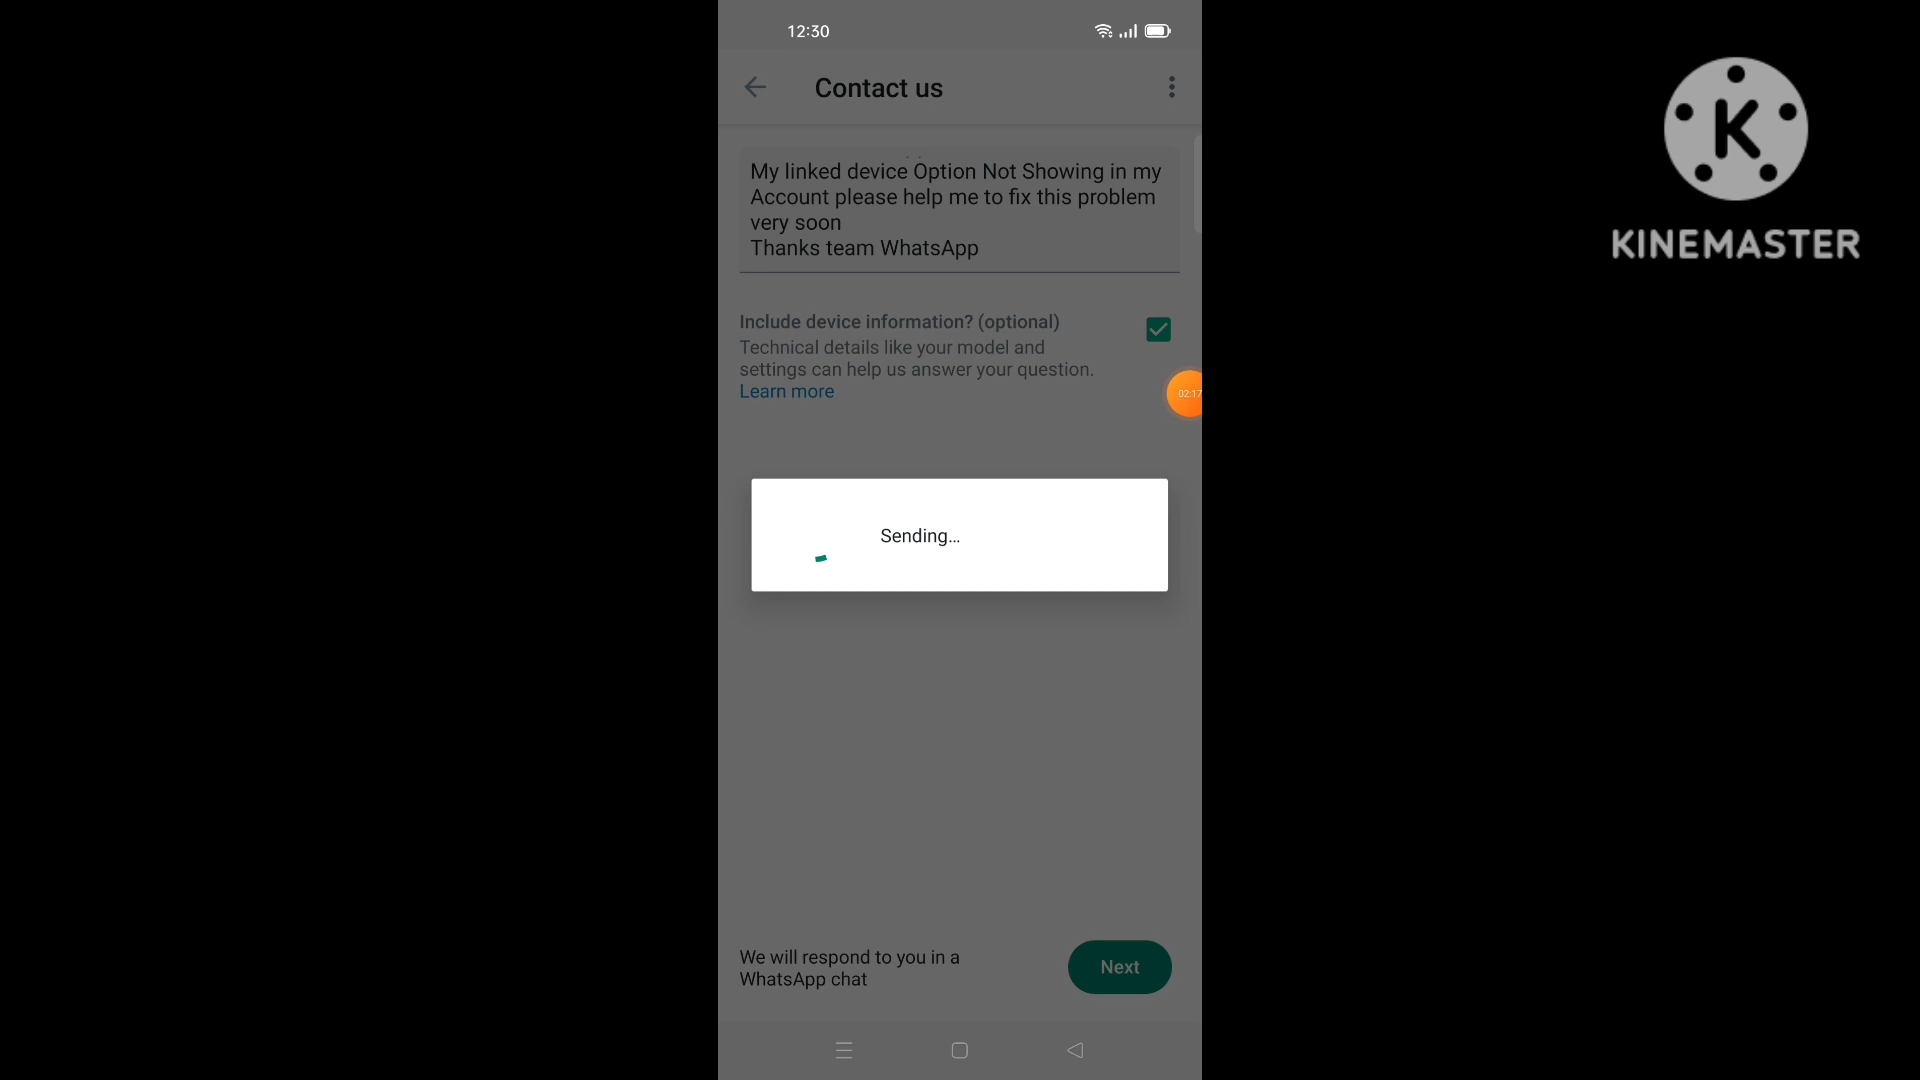 12:30
Contact us
My linked device Option Not Showing in my
Account please help me to fix this problem
very soon
Thanks team WhatsApp
Include device information? (optional)
Technical details like your model and
settings can help us answer your question.
Learn more
02:17
Sending...
We will respond to you in a
WhatsApp chat
Next
K
KINEMASTER